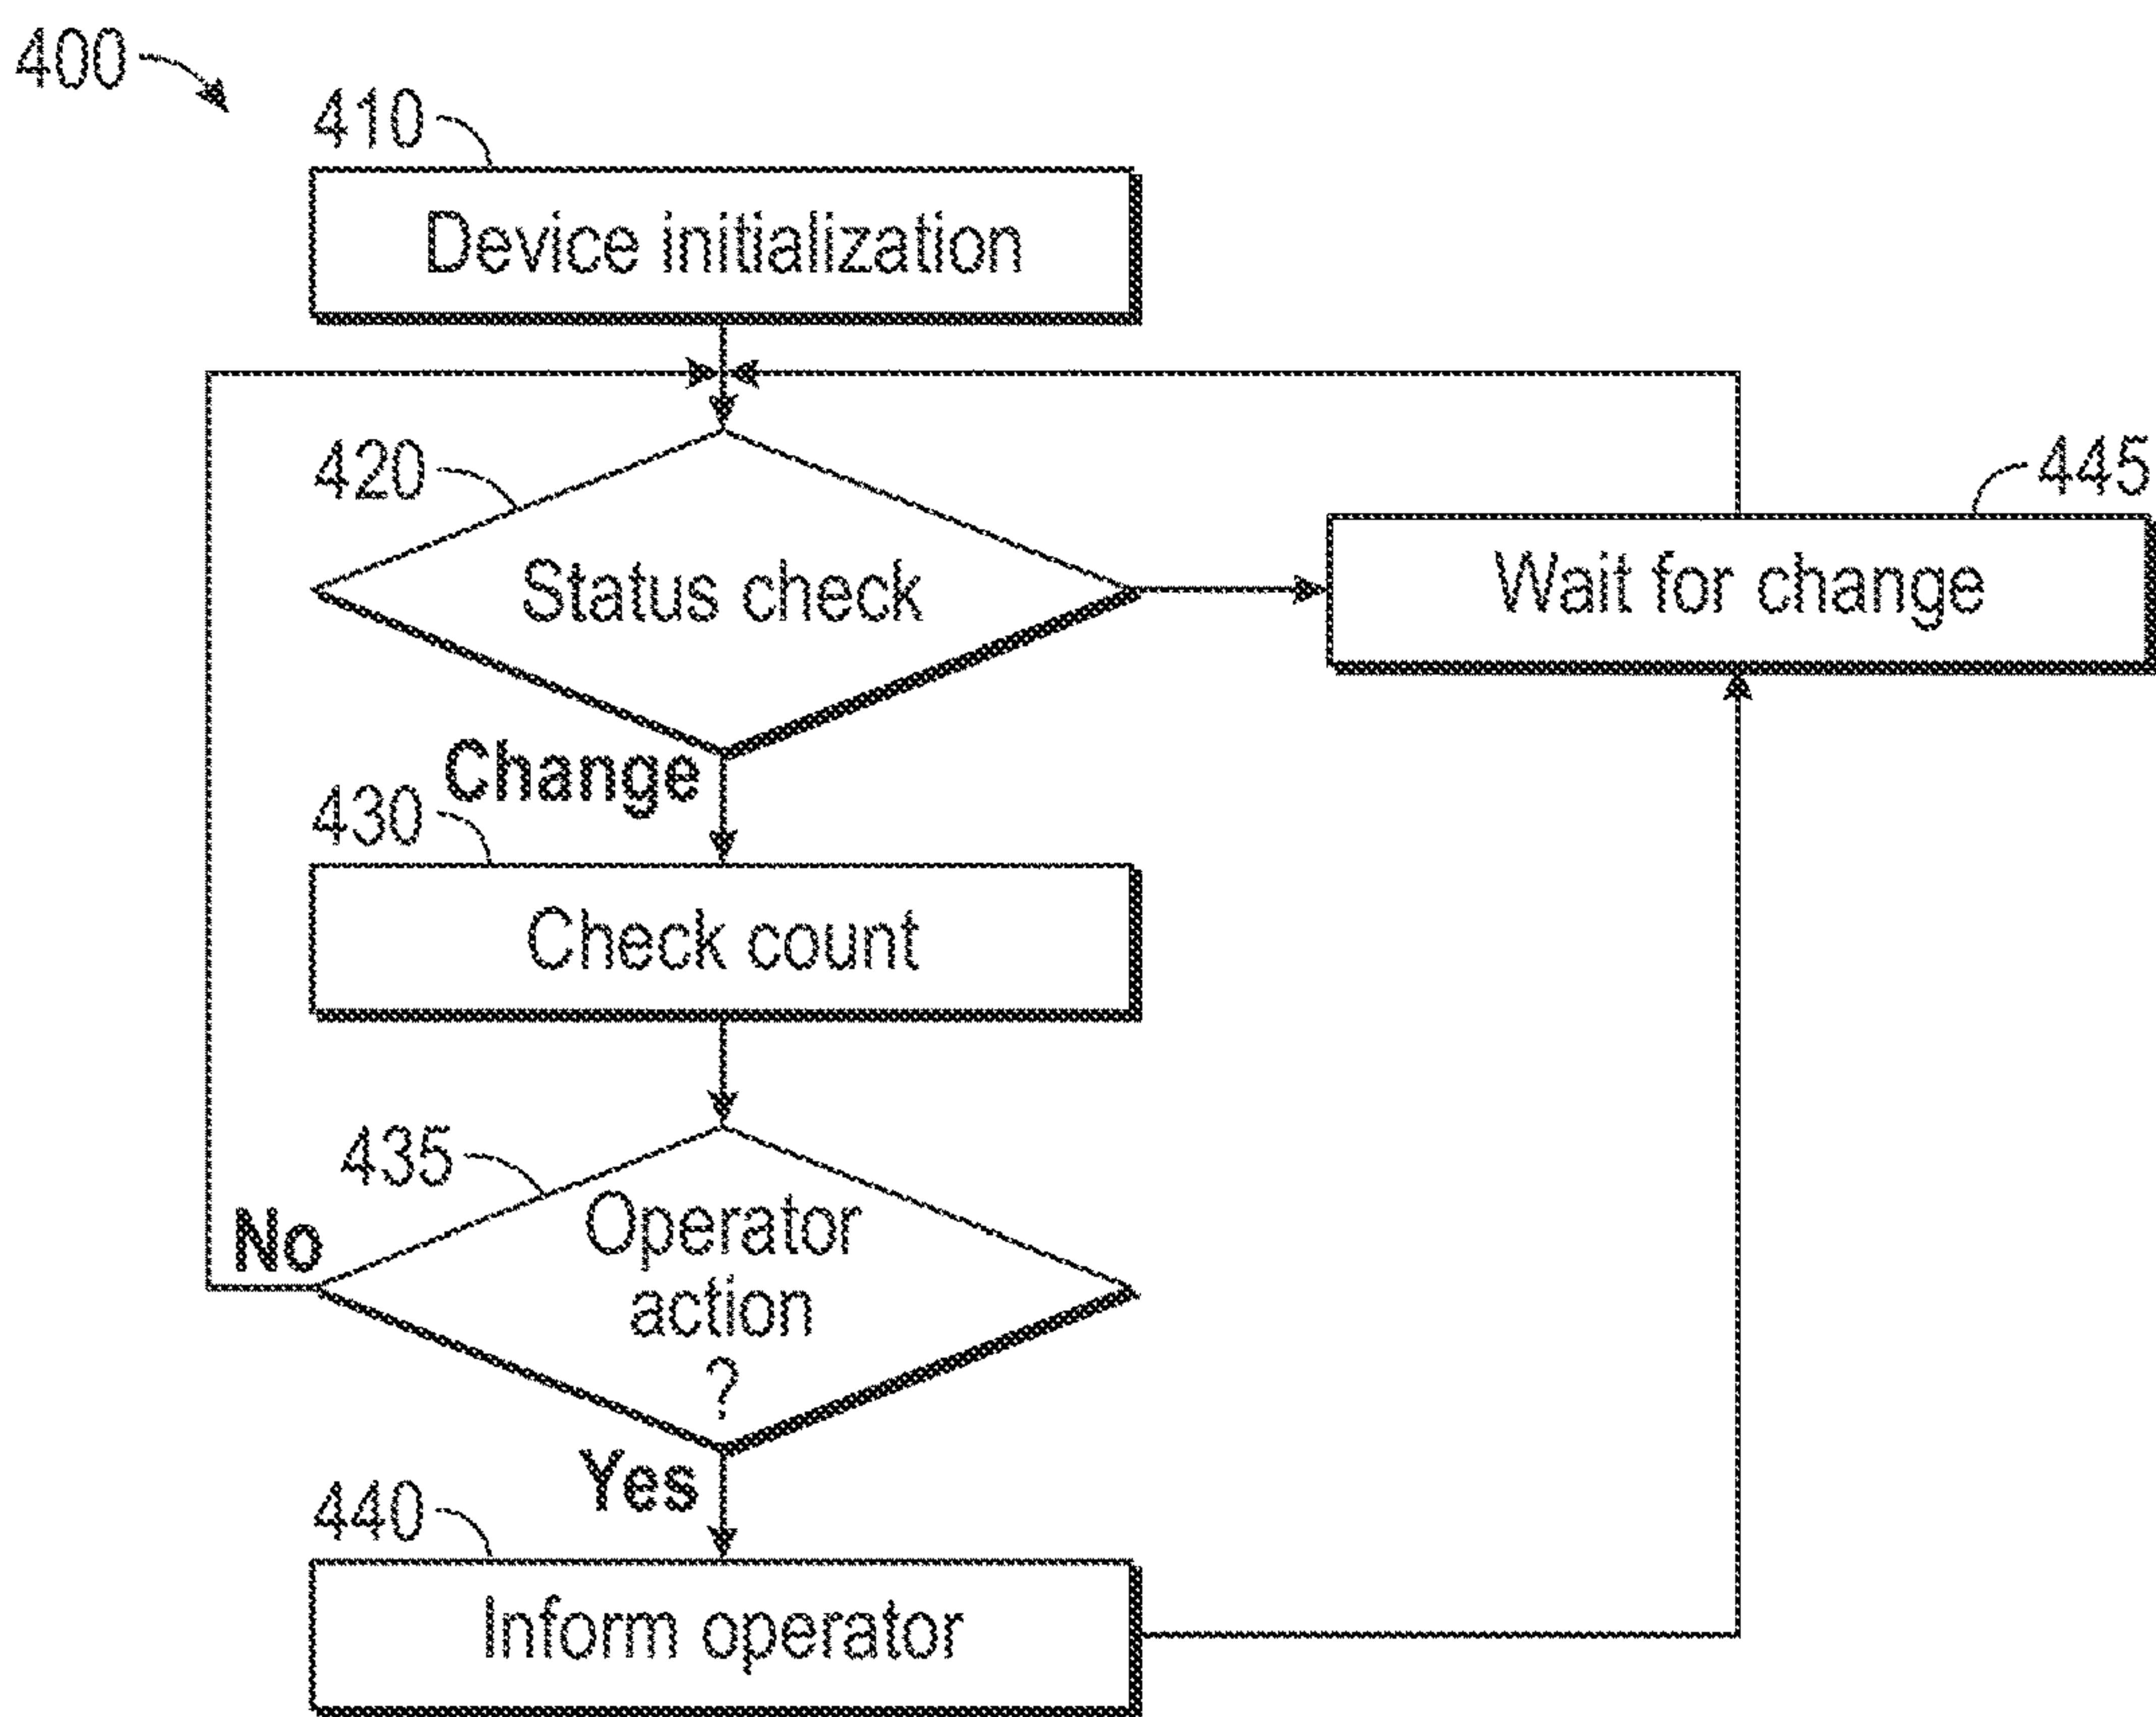 400
410
Device initialization
420
Status check
445
Wait for change
Change
430
Check count
435
Operator
action
?
No
Yes
440
Inform operator